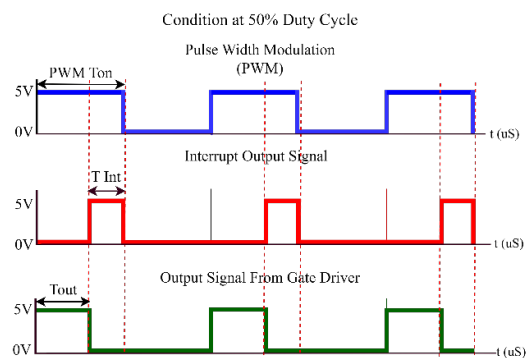 Condition at 50% Duty Cycle
Pulse Width Modulation
(PWM)
PWM Ton
5V
0V
t (uS)
Interrupt Output Signal
T Int
5V
0V
t (uS)
Output Signal From Gate Driver
Tout
5V
0V
t (uS)